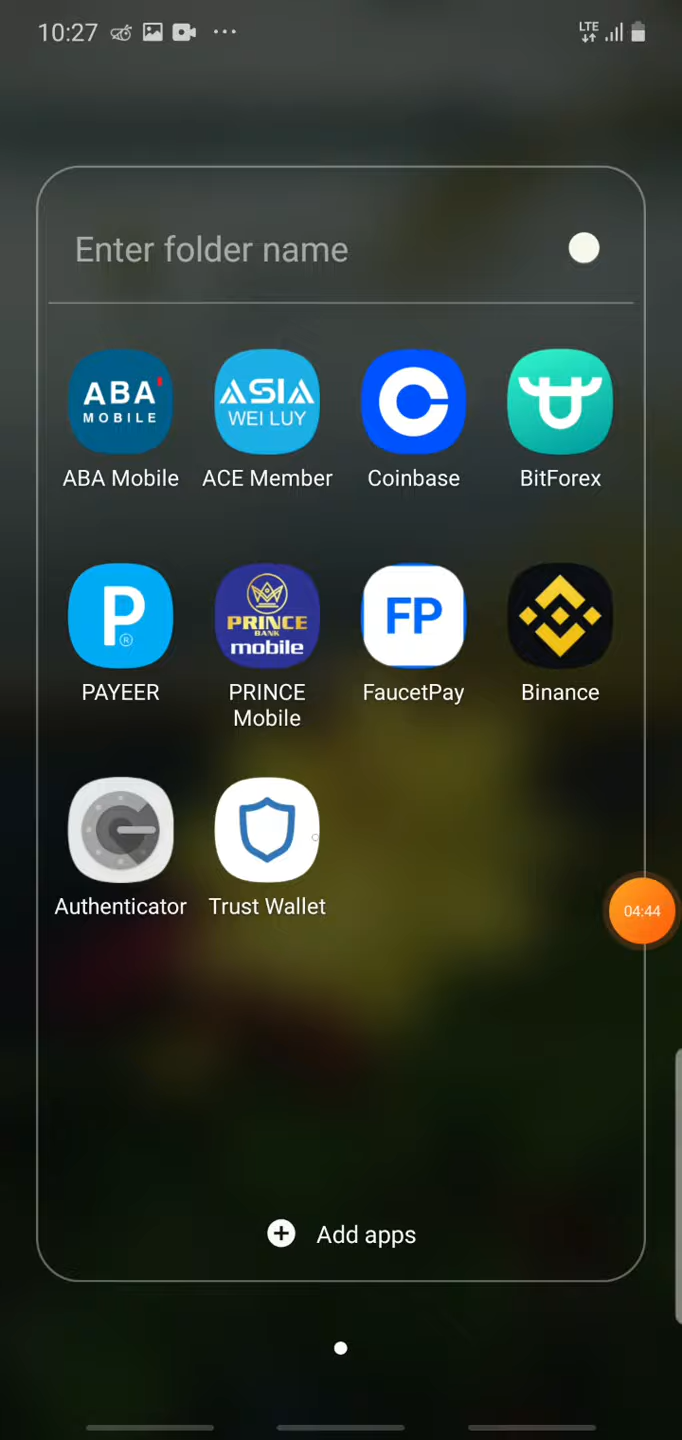 10:27
LTE
Enter folder name
ABA'
MOBILE
ASIA
WEI LUY
ABA Mobile
ACE Member
Coinbase
BitForex
P
®
PRINCE
BANK
mobile
FP
PAYEER
PRINCE
Mobile
FaucetPay
Binance
Authenticator
Trust Wallet
04:44
Add apps